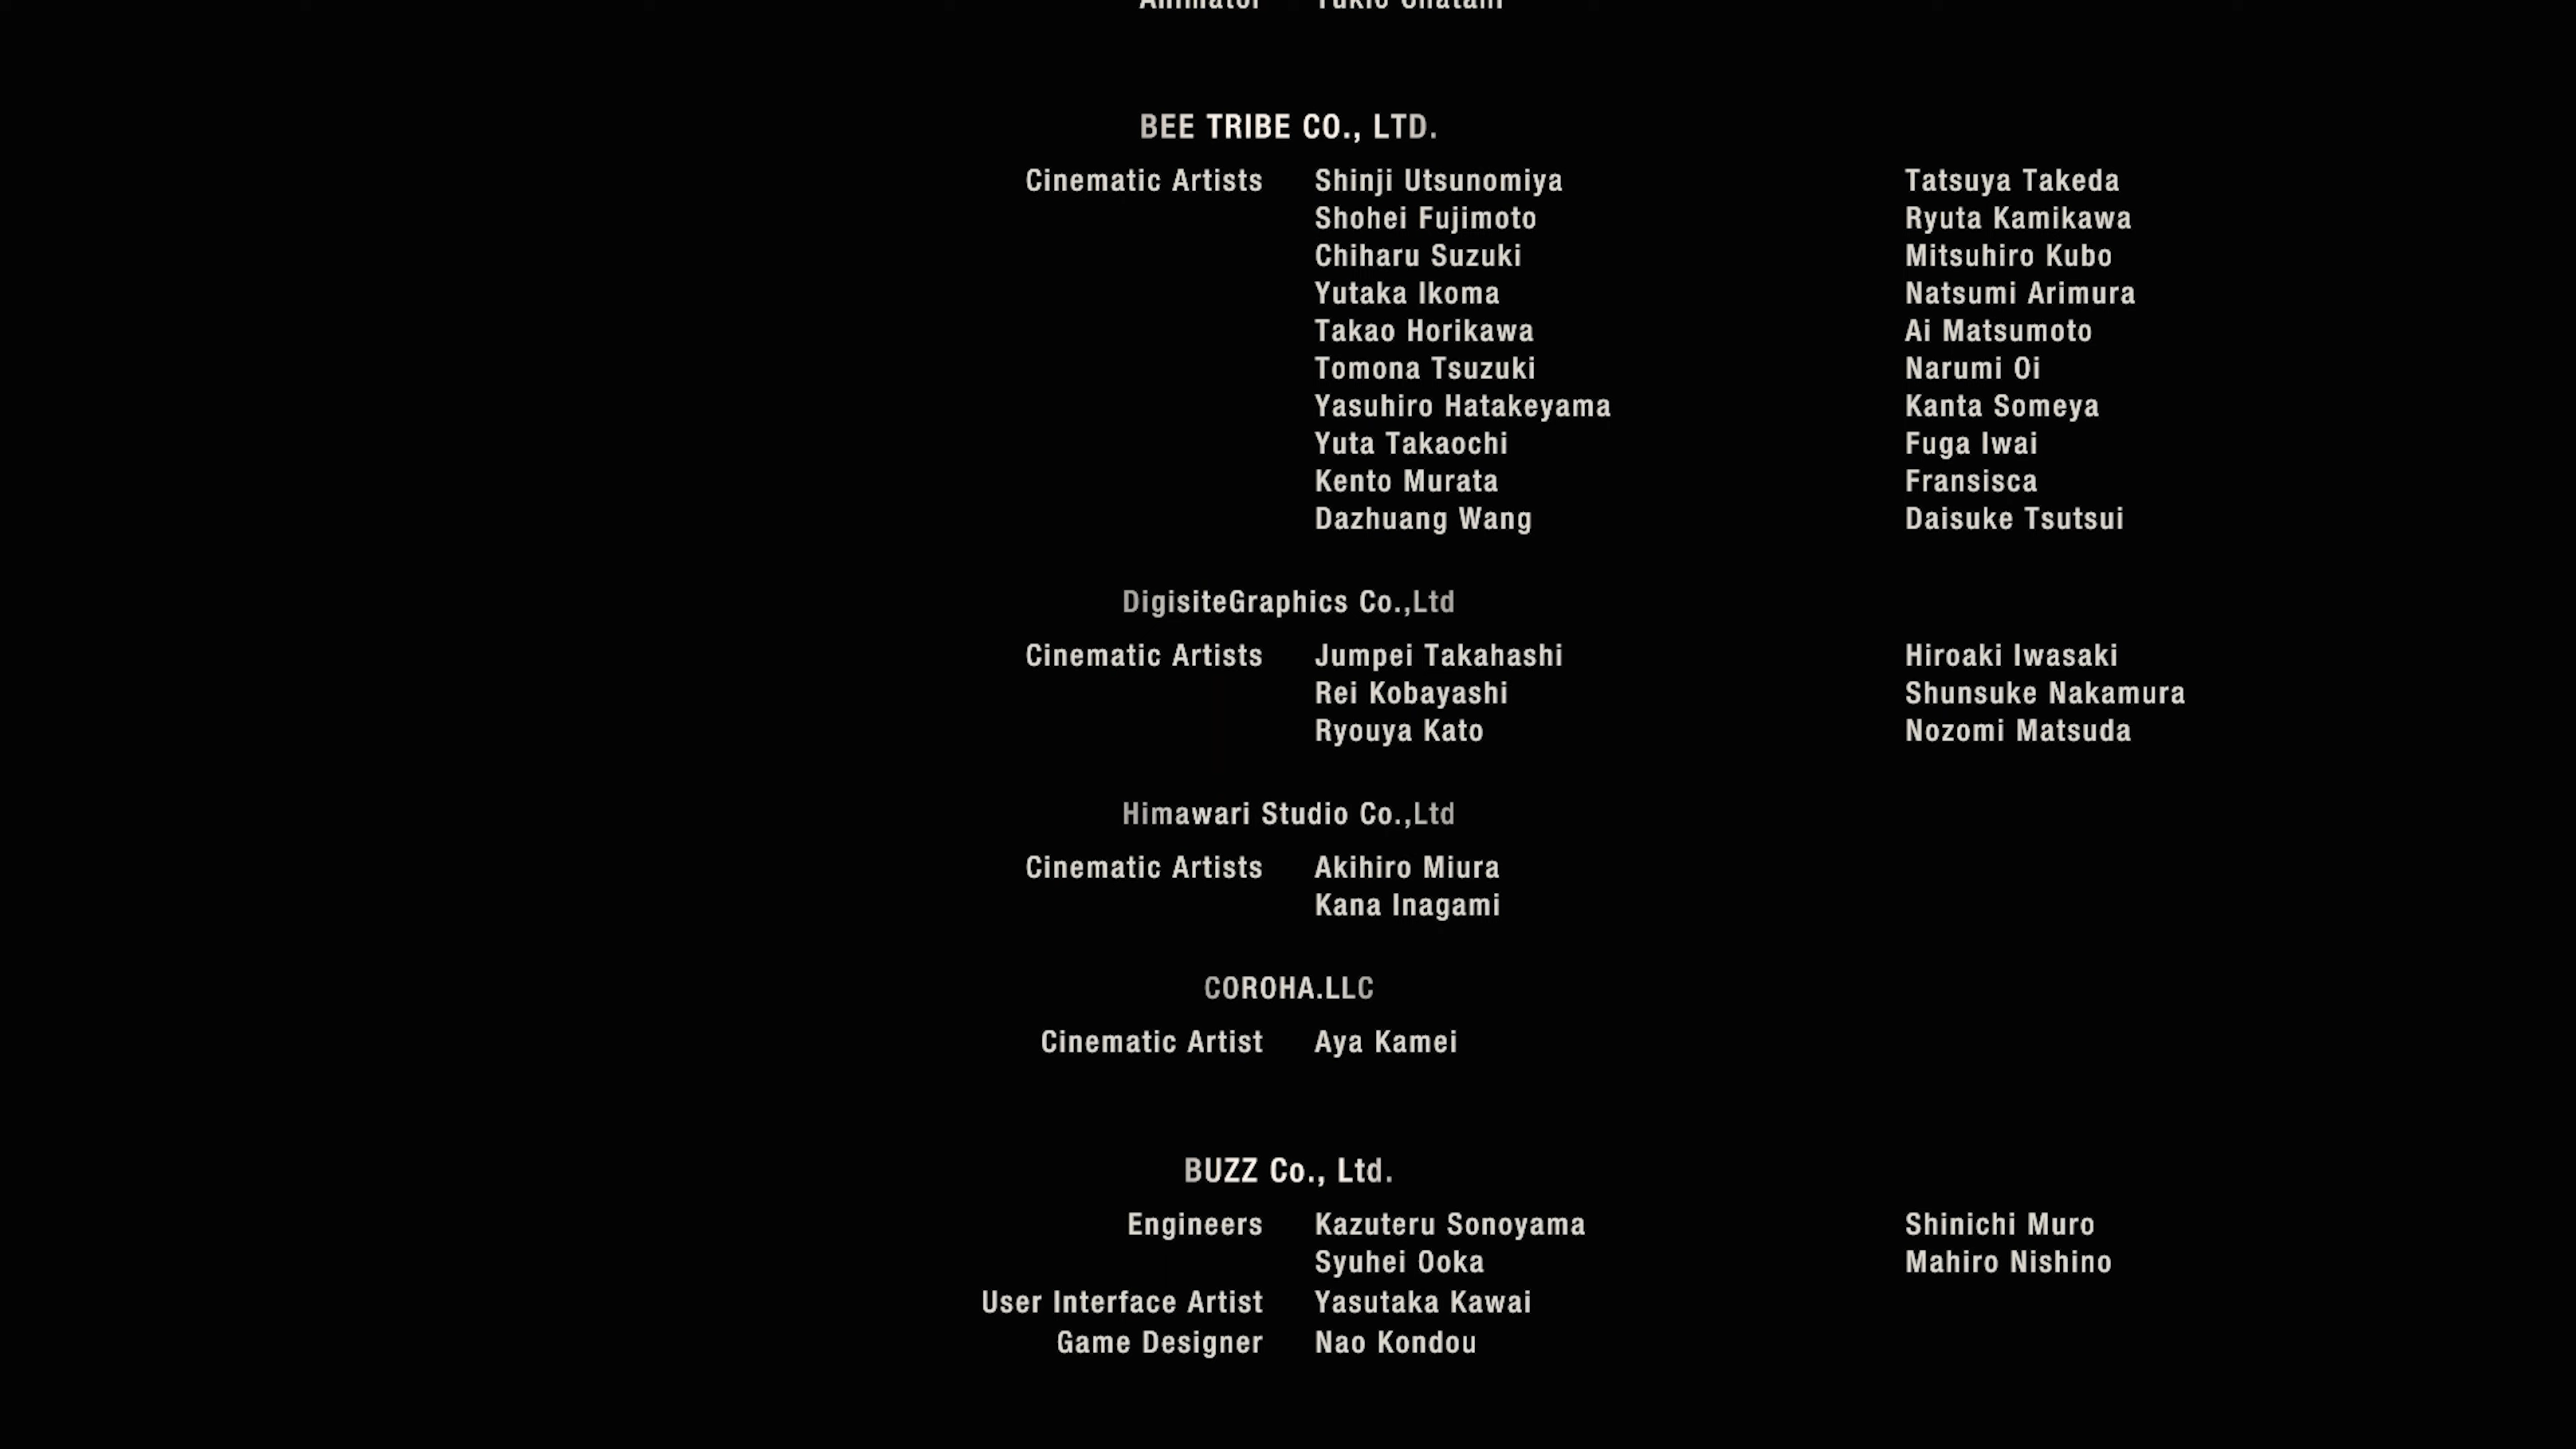 BEE TRIBE CO., LTD.
Cinematic Artists Shinji Utsunomiya Tatsuya Takeda
Shohei Fujimoto Ryuta Kamikawa
Chiharu Suzuki Mitsuhiro Kubo
Yutaka Ikoma Natsumi Arimura
Takao Horikawa Ai Matsumoto
Tomona Tsuzuki Narumi Oi
Yasuhiro Hatakeyama Kanta Someya
Yuta Takaochi Fuga Iwai
Kento Murata Fransisca
Dazhuang Wang Daisuke Tsutsui
DigisiteGraphics Co.,Ltd
Cinematic Artists Jumpei Takahashi Hiroaki Iwasaki
Rei Kobayashi Shunsuke Nakamura
Ryouya Kato Nozomi Matsuda
Himawari Studio Co.,Ltd
Cinematic Artists Akihiro Miura
Kana Inagami
COROHA.LLC
Cinematic Artist Aya Kamei
BUZZ Co., Ltd.
Engineers Kazuteru Sonoyama Shinichi Muro
Syuhei Ooka Mahiro Nishino
User Interface Artist Yasutaka Kawai
Game Designer Nao Kondou